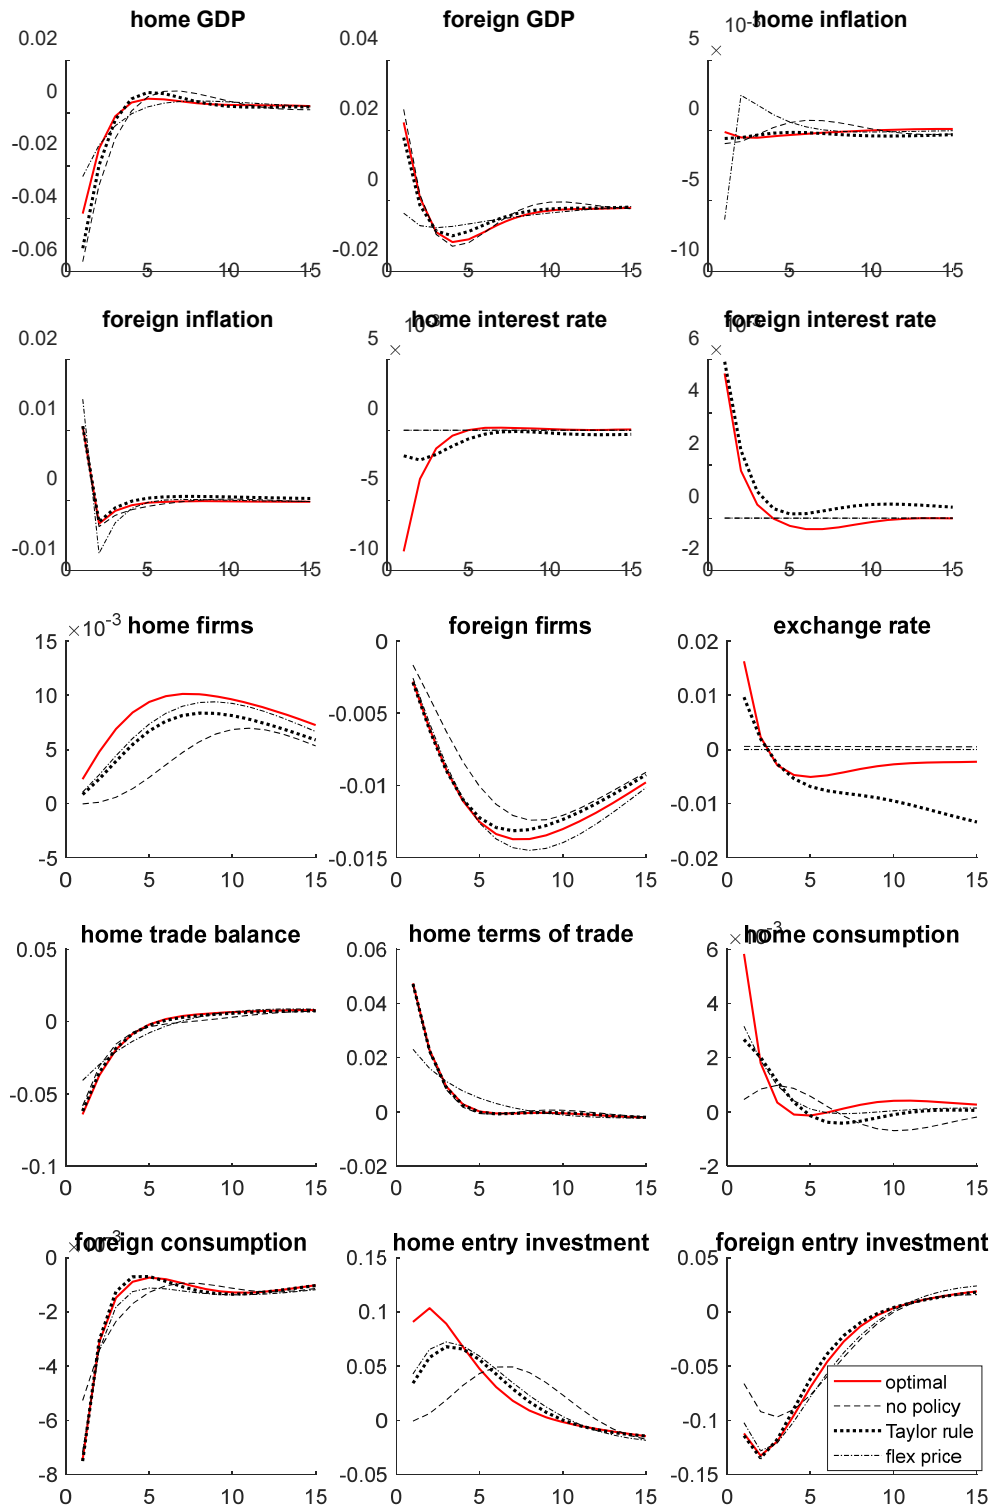 home GDP
0.02
0
-0.02
-0.04
-0.06
0 5 10 15
foreign GDP
0.04
0.02
0
-0.02
0 5 10 15
home inflation
× 10-3
5
0
-5
-10
0 5 10 15
foreign inflation
0.02
0.01
0
-0.01
0 5 10 15
home interest rate
× 10-3
5
0
-5
-10
0 5 10 15
foreign interest rate
× 10-3
6
4
2
0
-2
0 5 10 15
home firms
×10-3
15
10
5
0
-5
0 5 10 15
foreign firms
0
-0.005
-0.01
-0.015
0 5 10 15
exchange rate
0.02
0.01
0
-0.01
-0.02
0 5 10 15
home trade balance
0.05
0
-0.05
-0.1
0 5 10 15
home terms of trade
0.06
0.04
0.02
0
-0.02
0 5 10 15
home consumption
×10-3
6
4
2
0
-2
0 5 10 15
foreign consumption
×10-3
0
-2
-4
-6
-8
0 5 10 15
home entry investment
0.15
0.1
0.05
0
-0.05
0 5 10 15
foreign entry investment
0.05
0
-0.05
-0.1
-0.15
0 5 10 15
optimal
no policy
Taylor rule
flex price